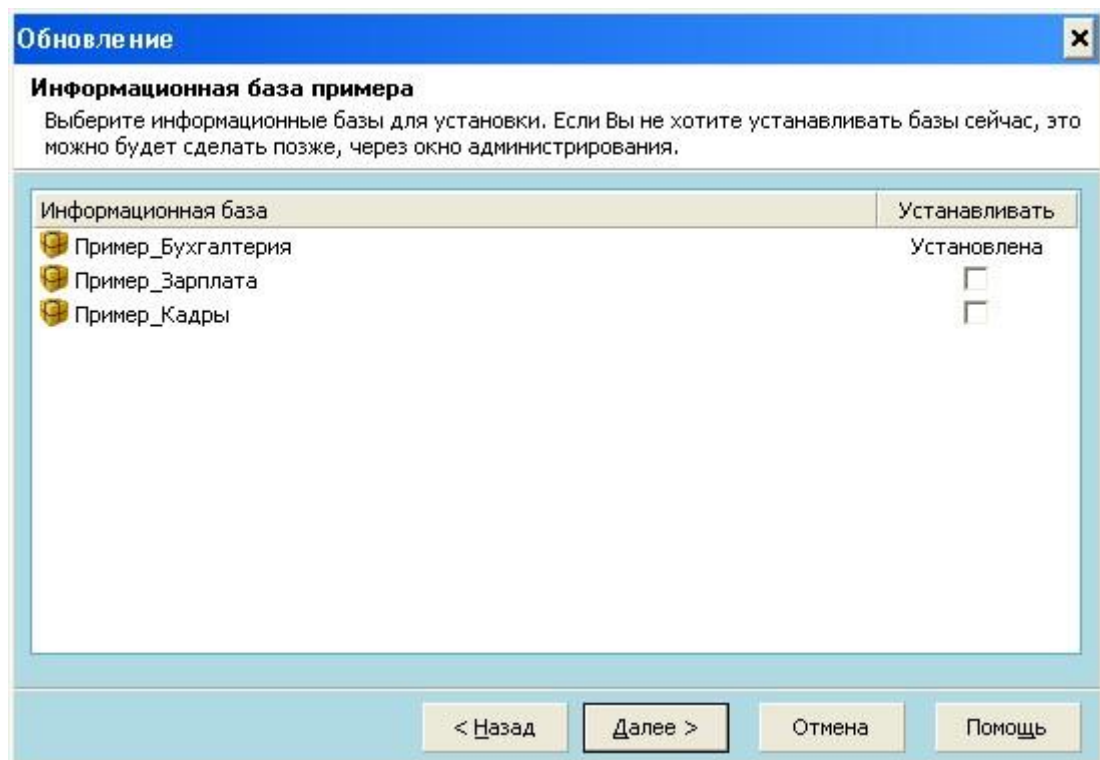 Обновление
Информационная база примера
Выберите информационные базы для установки. Если Вы не хотите устанавливать базы сейчас, это
можно будет сделать позже, через окно администрирования.
Информационная база Устанавливать
Пример_Бухгалтерия Установлена
Пример_Зарплата
Пример_Кадры
< Назад Далее > Отмена Помощь